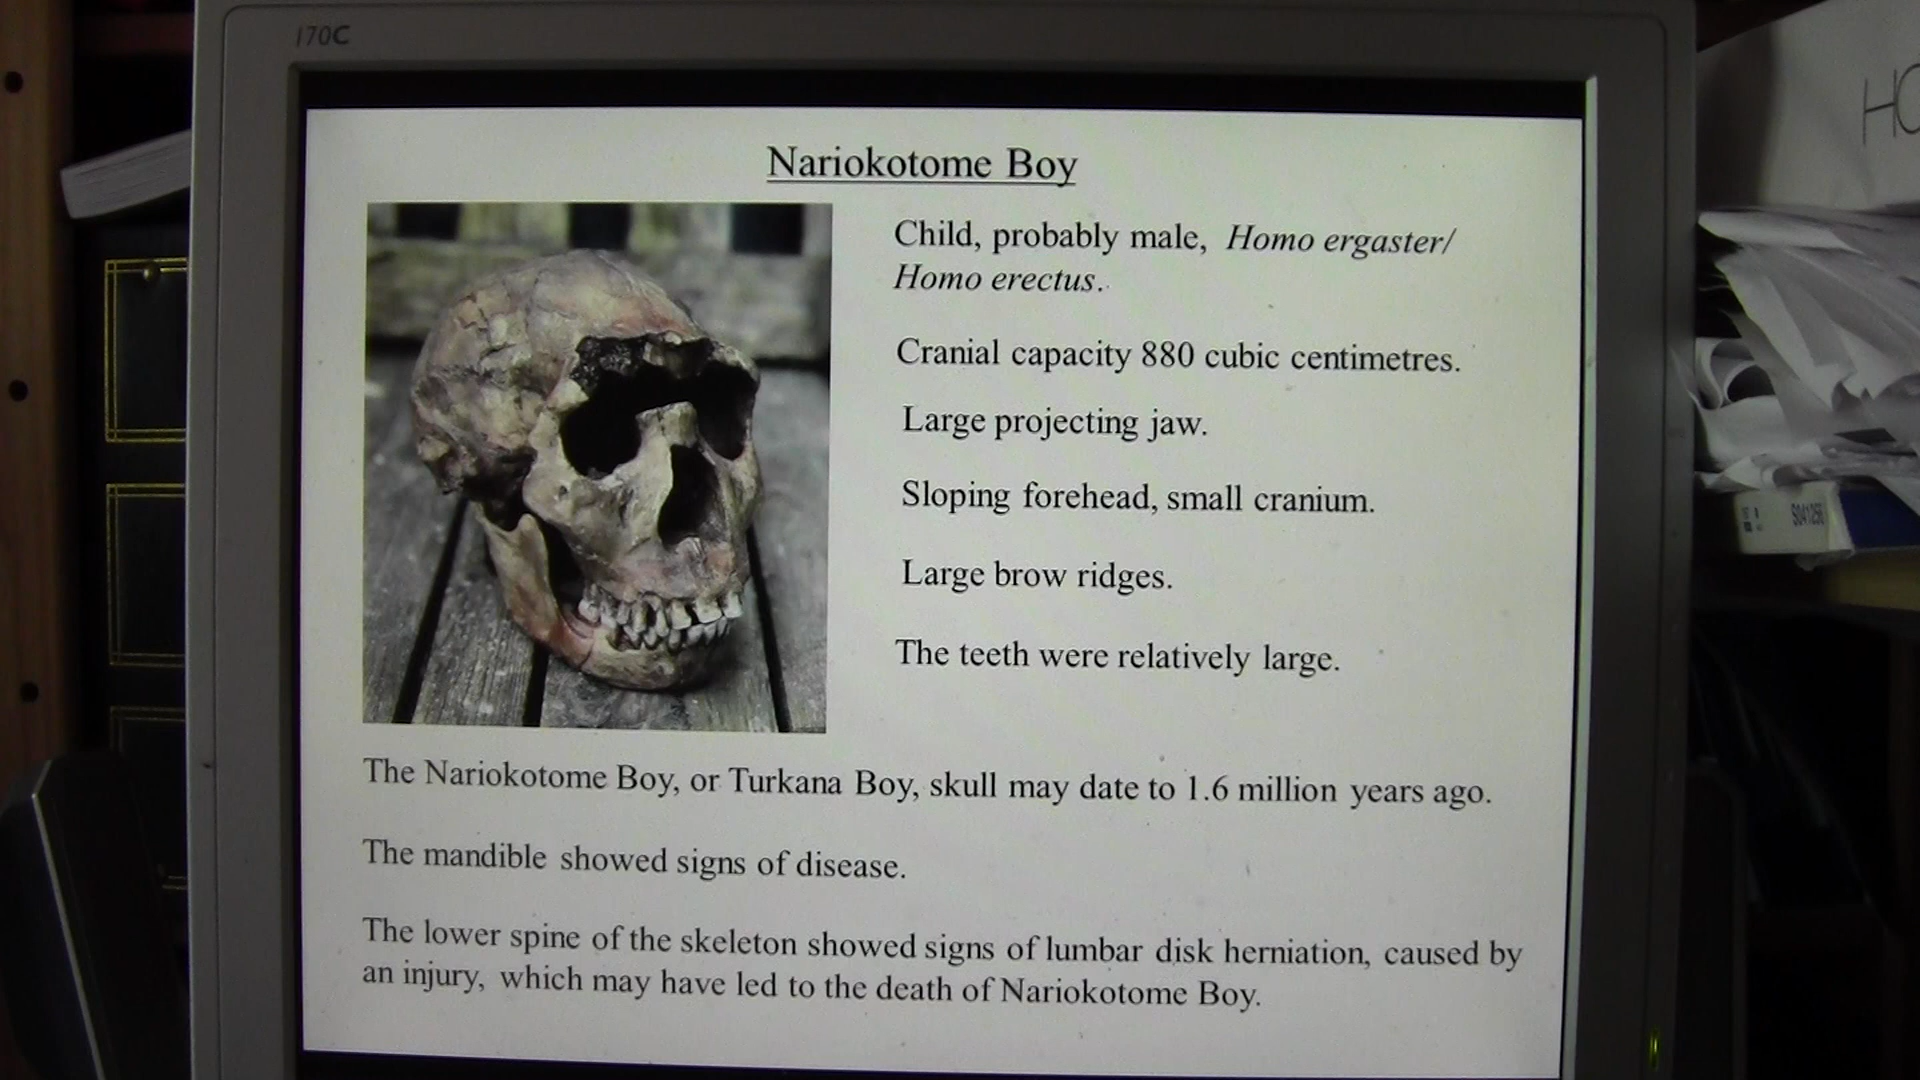 170C
HO
Nariokotome Boy
Child, probably male, Homo ergaster/
Homo erectus.
Cranial capacity 880 cubic centimetres.
Large projecting jaw.
Sloping forehead, small cranium.
Large brow ridges.
The teeth were relatively large.
The Nariokotome Boy, or Turkana Boy, skull may date to 1.6 million years ago.
The mandible showed signs of disease.
The lower spine of the skeleton showed signs of lumbar disk herniation, caused by
an injury, which may have led to the death of Nariokotome Boy.